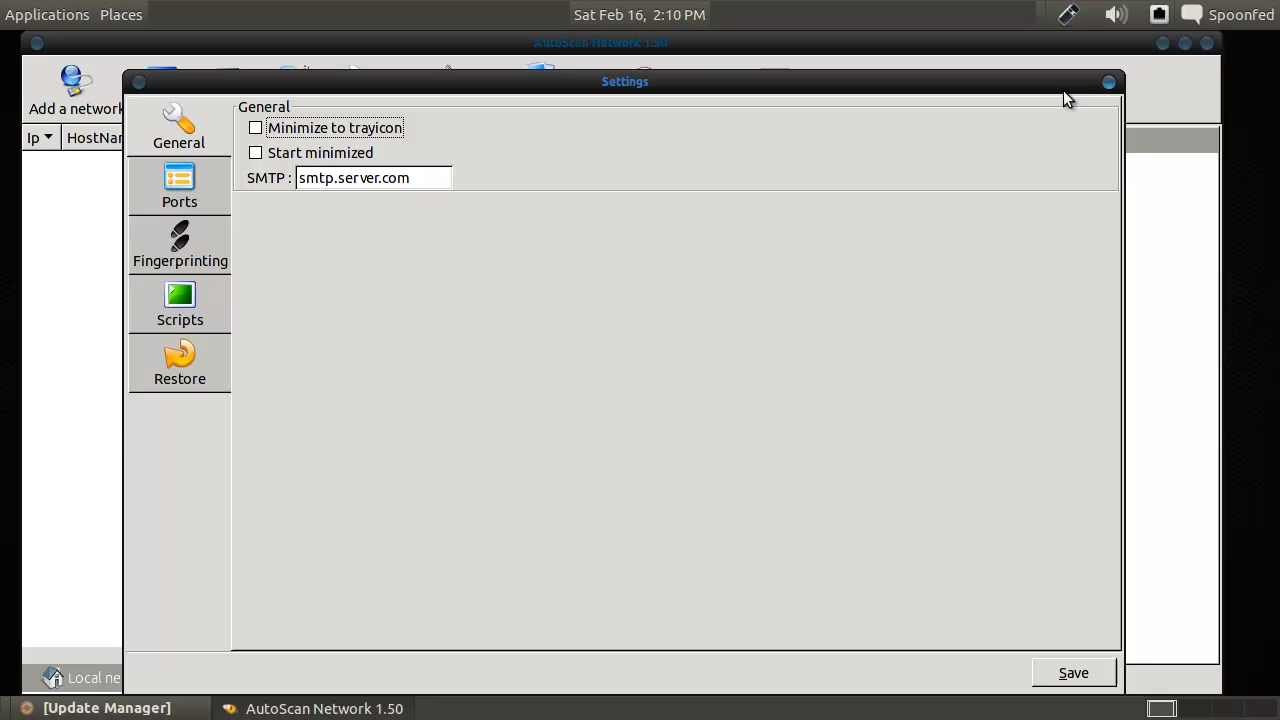 Applications Places Sat Feb 16, 2:10 PM Spoonfed
AutoScan Network 1.50
Settings
Add a network
Ip HostNar
General
Ports
Fingerprinting
Scripts
Restore
General
Minimize to trayicon
Start minimized
SMTP : smtp.server.com
Local ne
Save
[Update Manager] AutoScan Network 1.50